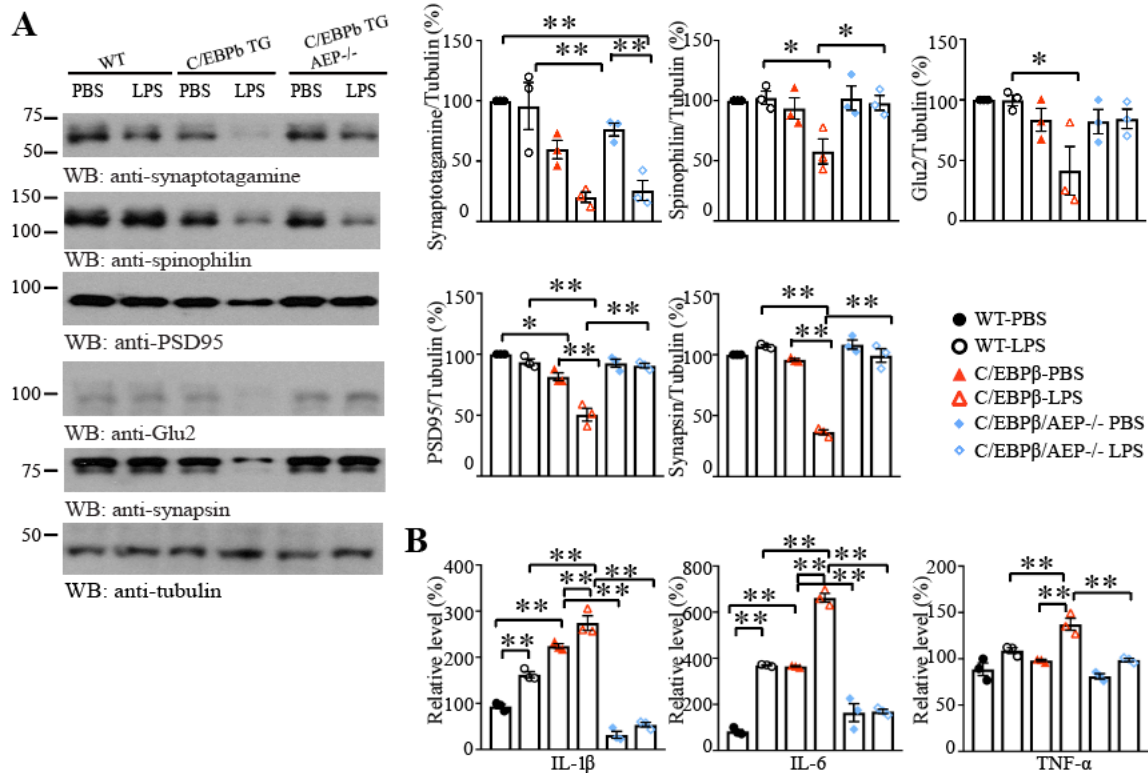 A
WT
C/EBPb TG
C/EBPb TG
AEP-/-
PBS LPS PBS LPS PBS LPS
75
50
WB: anti-synaptotagamine
150
100
WB: anti-spinophilin
100
WB: anti-PSD95
100
WB: anti-Glu2
75
WB: anti-synapsin
50
WB: anti-tubulin
Synaptotagamine/Tubulin (%)
150
100
50
0
** ** **
Spinophilin/Tubulin (%)
150
100
50
0
* *
Glu2/Tubulin (%)
150
100
50
0
*
PSD95/Tubulin (%)
150
100
50
0
** * ** **
Synapsin/Tubulin (%)
150
100
50
0
** ** **
WT-PBS
WT-LPS
C/EBPβ-PBS
C/EBPβ-LPS
C/EBPβ/AEP-/- PBS
C/EBPβ/AEP-/- LPS
B
Relative level (%)
400
300
200
100
0
** ** ** ** ** **
IL-1β
Relative level (%)
800
600
400
200
0
** ** ** ** ** **
IL-6
Relative level (%)
200
150
100
50
0
** ** **
TNF-α